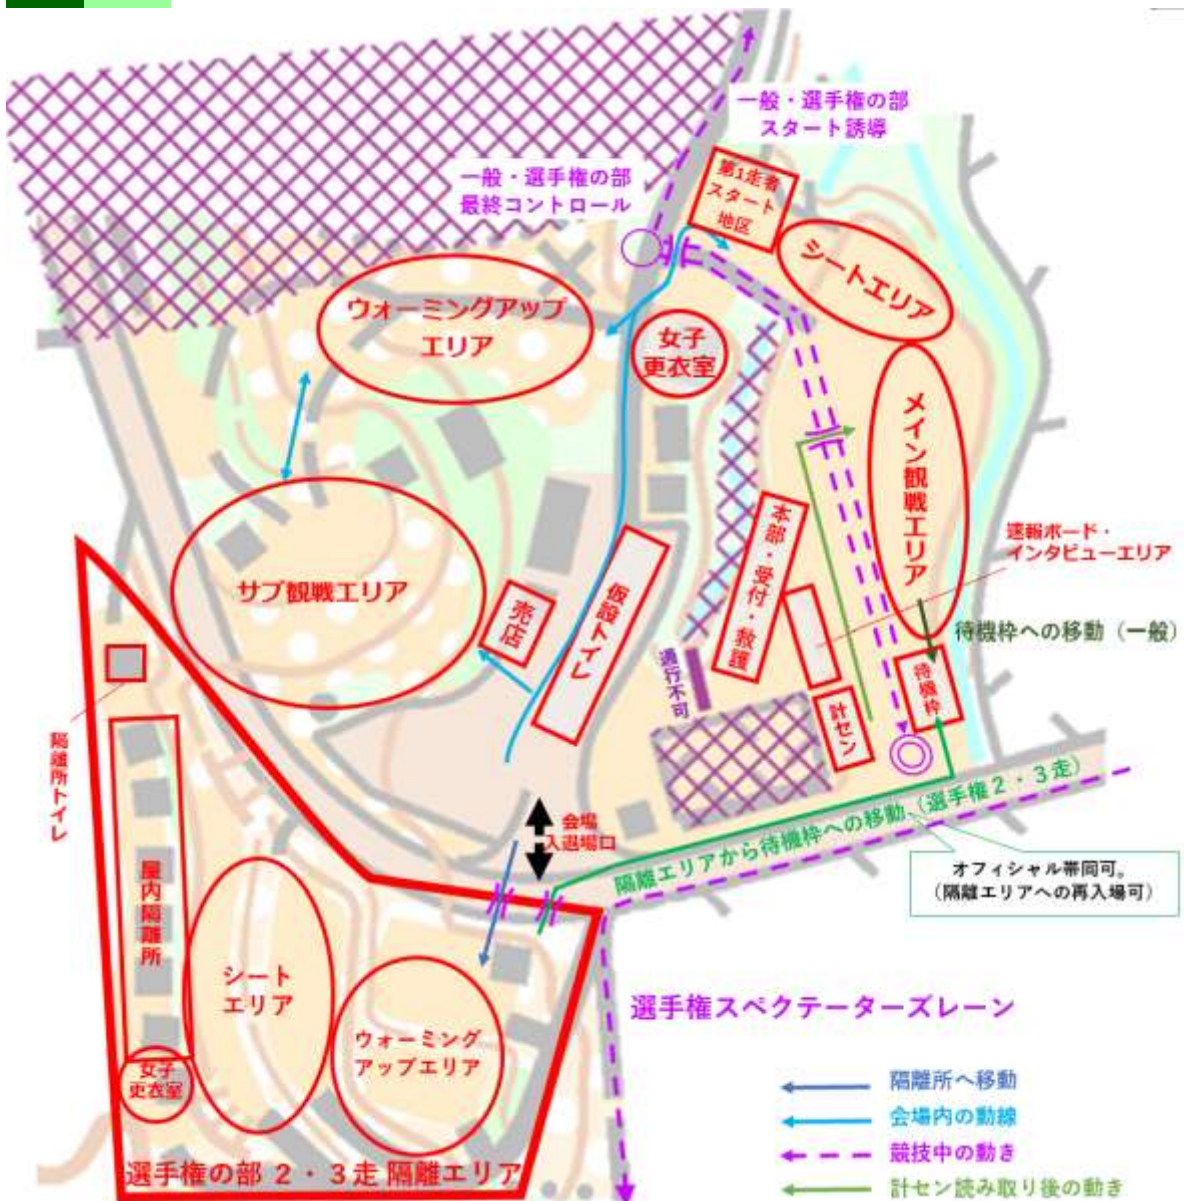 一般・選手権の部
スタート誘導
一般・選手権の部
最終コントロール
第1走者
スタート
地区
シートエリア
ウォーミングアップ
エリア
女子
更衣室
メイン観戦エリア
速報ボード・
インタビューエリア
本部・受付・救護
サブ観戦エリア
売店
仮設トイレ
待機枠への移動（一般）
通行不可
待機枠
計セン
隔離所トイレ
会場
入退場口
隔離エリアから待機枠への移動（選手権２・３走）
オフィシャル帯同可。
（隔離エリアへの再入場可）
屋内隔離所
シート
エリア
ウォーミング
アップエリア
女子
更衣室
選手権の部２・３走 隔離エリア
選手権スペクテーターズレーン
隔離所へ移動
会場内の動線
競技中の動き
計セン読み取り後の動き